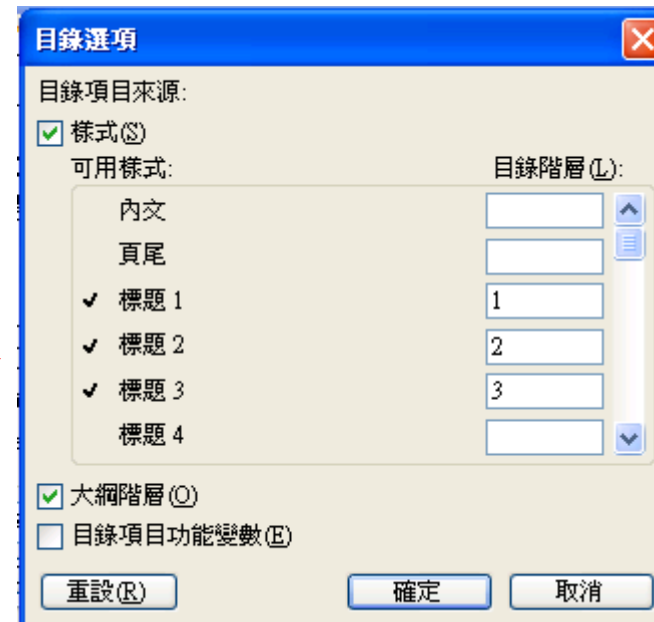 目錄選項
目錄項目來源:
樣式(S)
可用樣式: 目錄階層(L):
內文
頁尾
標題 1 1
標題 2 2
標題 3 3
標題 4
大綱階層(O)
目錄項目功能變數(E)
重設(R) 確定 取消